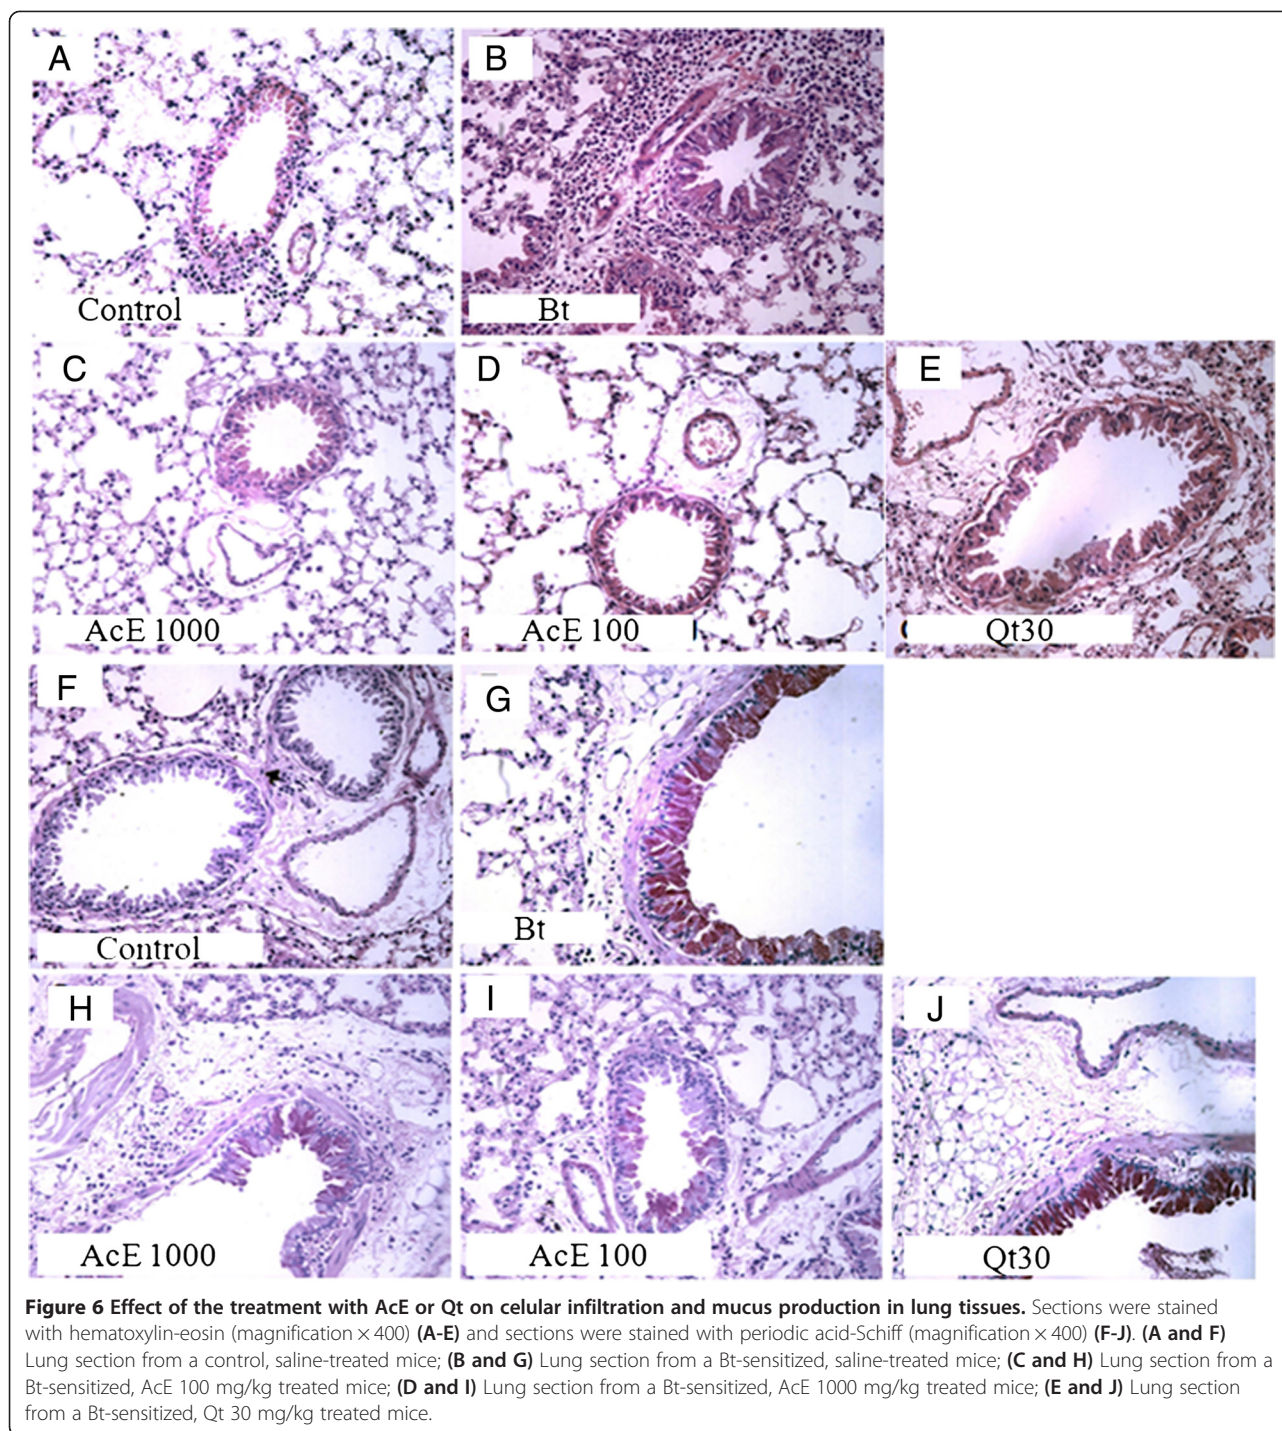 A
B
Control
Bt
C
D
E
AcE 1000
AcE 100
Qt30
F
G
Control
Bt
H
I
J
AcE 1000
AcE 100
Qt30
Figure 6 Effect of the treatment with AcE or Qt on celular infiltration and mucus production in lung tissues. Sections were stained
with hematoxylin-eosin (magnification × 400) (A-E) and sections were stained with periodic acid-Schiff (magnification × 400) (F-J). (A and F)
Lung section from a control, saline-treated mice; (B and G) Lung section from a Bt-sensitized, saline-treated mice; (C and H) Lung section from a
Bt-sensitized, AcE 100 mg/kg treated mice; (D and I) Lung section from a Bt-sensitized, AcE 1000 mg/kg treated mice; (E and J) Lung section
from a Bt-sensitized, Qt 30 mg/kg treated mice.